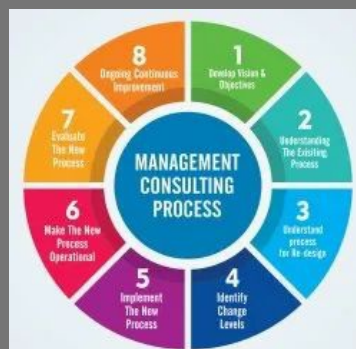 MANAGEMENT
CONSULTING
PROCESS
1
Develop Vision &
Objectives
2
Understanding
The Exisiting
Process
3
Understand
process
for Re-design
4
Identify
Change
Levels
5
Implement
The New
Process
6
Make The New
Process
Operational
7
Evaluate
The New
Process
8
Ongoing Continuous
Improvement